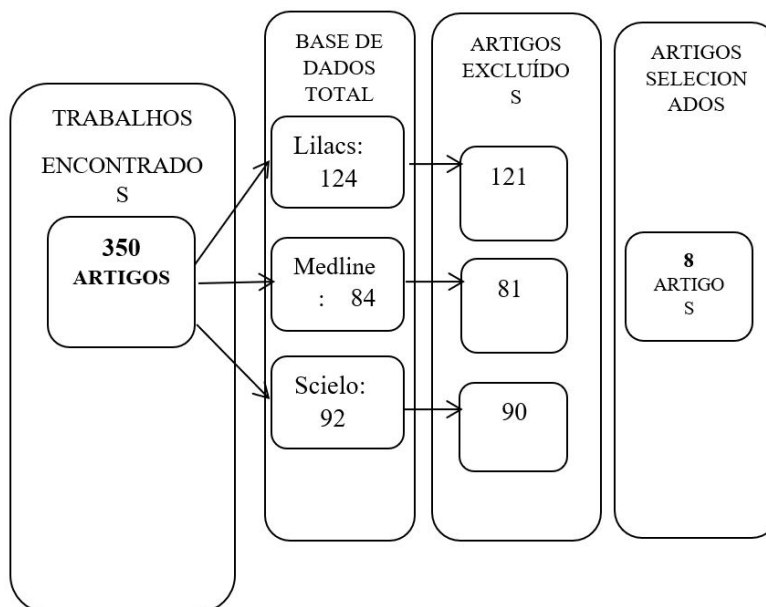 TRABALHOS
ENCONTRADO
S
350
ARTIGOS
BASE DE
DADOS
TOTAL
Lilacs:
124
Medline
: 84
Scielo:
92
ARTIGOS
EXCLUÍDO
S
121
81
90
ARTIGOS
SELECION
ADOS
8
ARTIGO
S